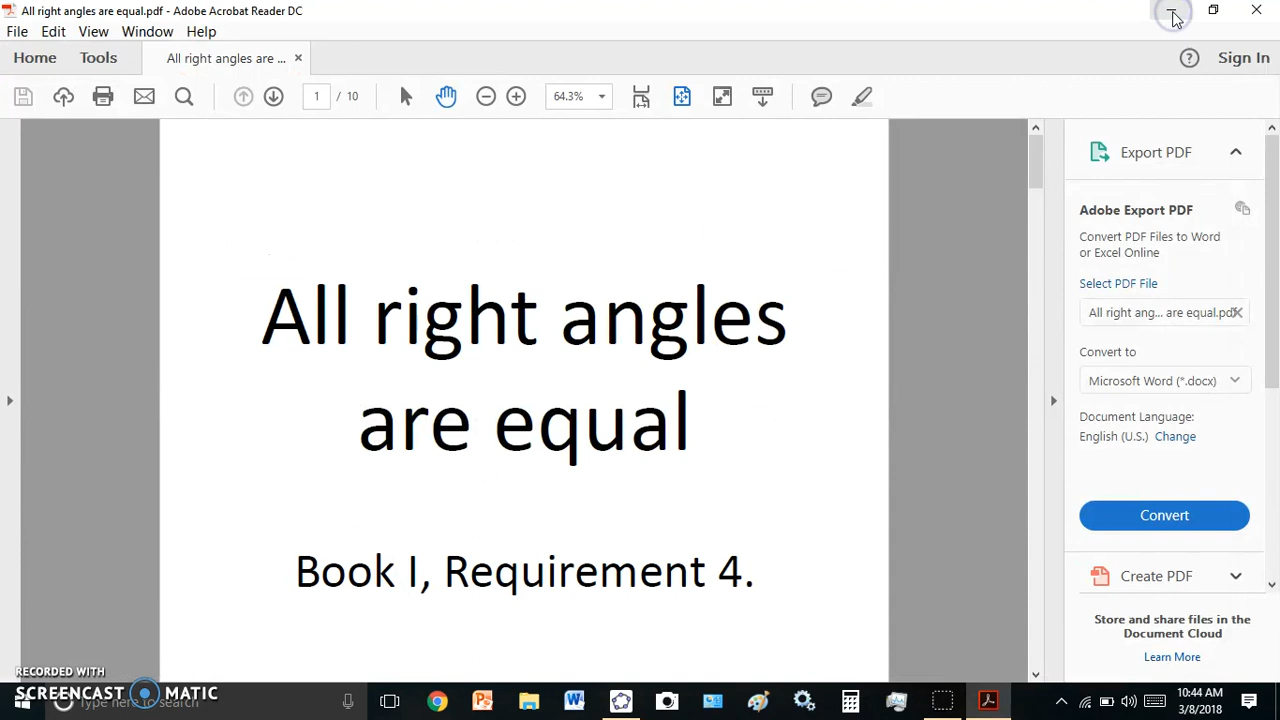 All right angles are equal.pdf - Adobe Acrobat Reader DC
File Edit View Window Help
Home Tools All right angles are ... × Sign In
1 / 10 64.3%
All right angles
are equal
Book I, Requirement 4.
Export PDF
Adobe Export PDF
Convert PDF Files to Word
or Excel Online
Select PDF File
All right ang... are equal.pdf
Convert to
Microsoft Word (*.docx)
Document Language:
English (U.S.) Change
Convert
Create PDF
Store and share files in the
Document Cloud
Learn More
RECORDED WITH
SCREENCAST MATIC
Type here to search
10:44 AM
3/8/2018